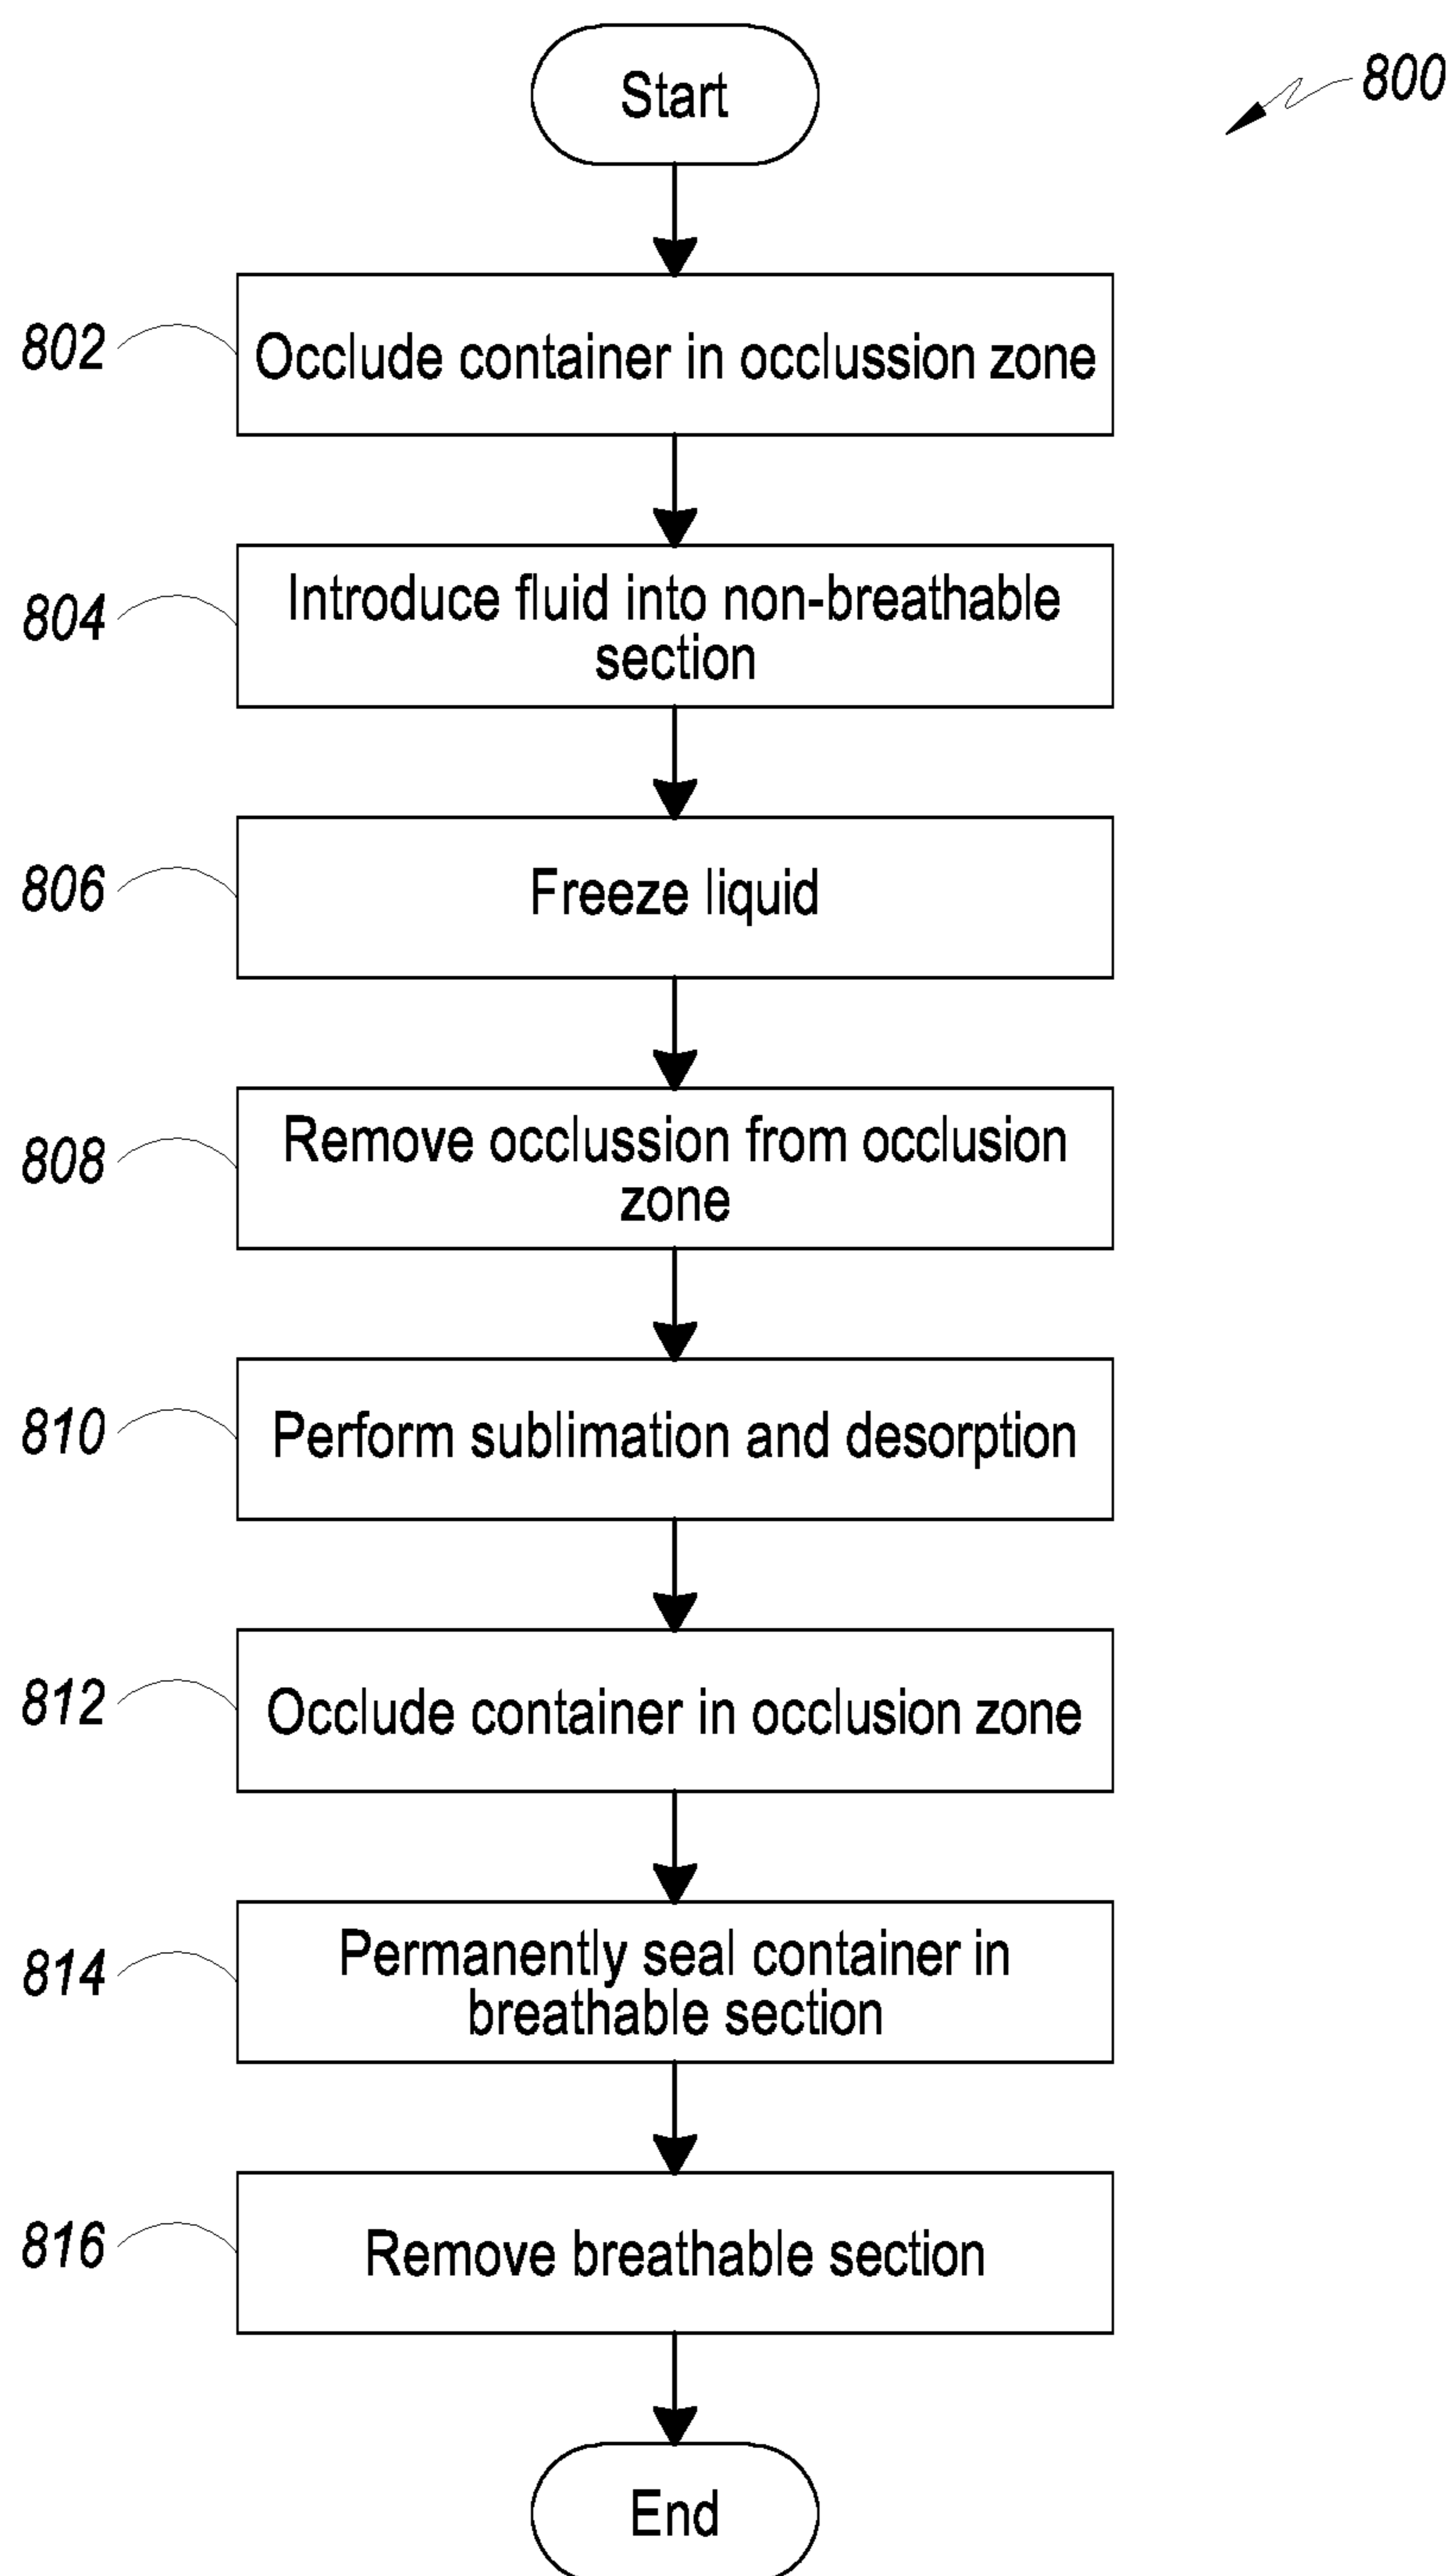 Start
800
802
Occlude container in occlussion zone
804
Introduce fluid into non-breathable
section
806
Freeze liquid
808
Remove occlussion from occlusion
zone
810
Perform sublimation and desorption
812
Occlude container in occlusion zone
814
Permanently seal container in
breathable section
816
Remove breathable section
End